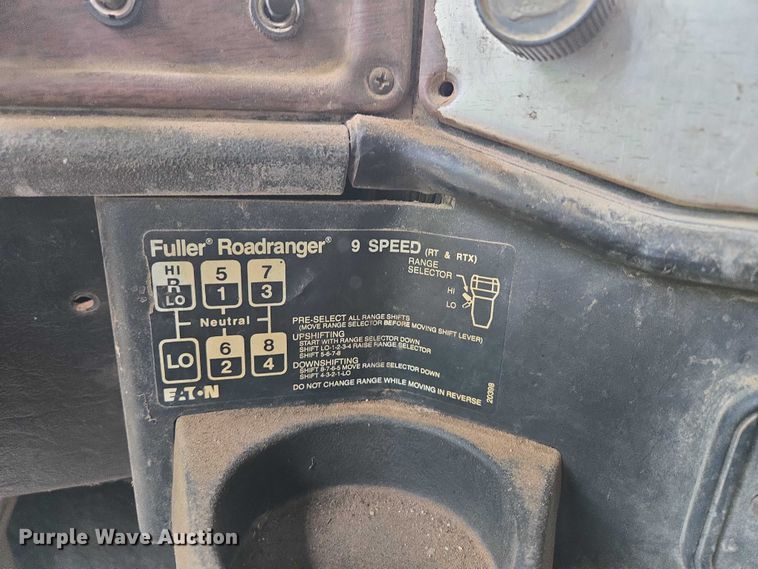 Fuller® Roadranger® 9 SPEED (RT & RTX)
HI R LO 5 1 7 3
RANGE SELECTOR
HI
LO
Neutral
LO 6 2 8 4
PRE-SELECT ALL RANGE SHIFTS
(MOVE RANGE SELECTOR BEFORE MOVING SHIFT LEVER)
UPSHIFTING
START WITH RANGE SELECTOR DOWN
SHIFT LO-1-2-3-4 RAISE RANGE SELECTOR
SHIFT 5-6-7-8
DOWNSHIFTING
SHIFT 8-7-6-5 MOVE RANGE SELECTOR DOWN
SHIFT 4-3-2-1-LO
EATON
DO NOT CHANGE RANGE WHILE MOVING IN REVERSE
20398
Purple Wave Auction